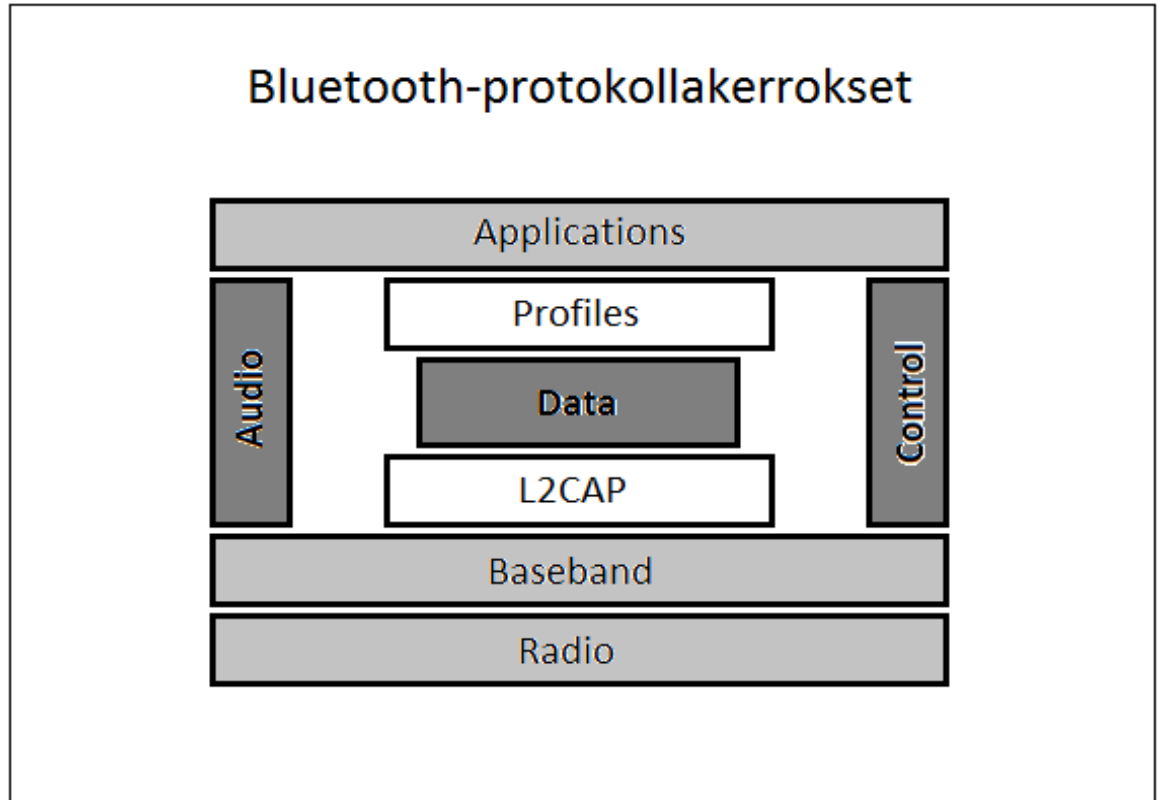 Bluetooth-protokollakerrokset
Applications
Profiles
Audio
Data
Control
L2CAP
Baseband
Radio